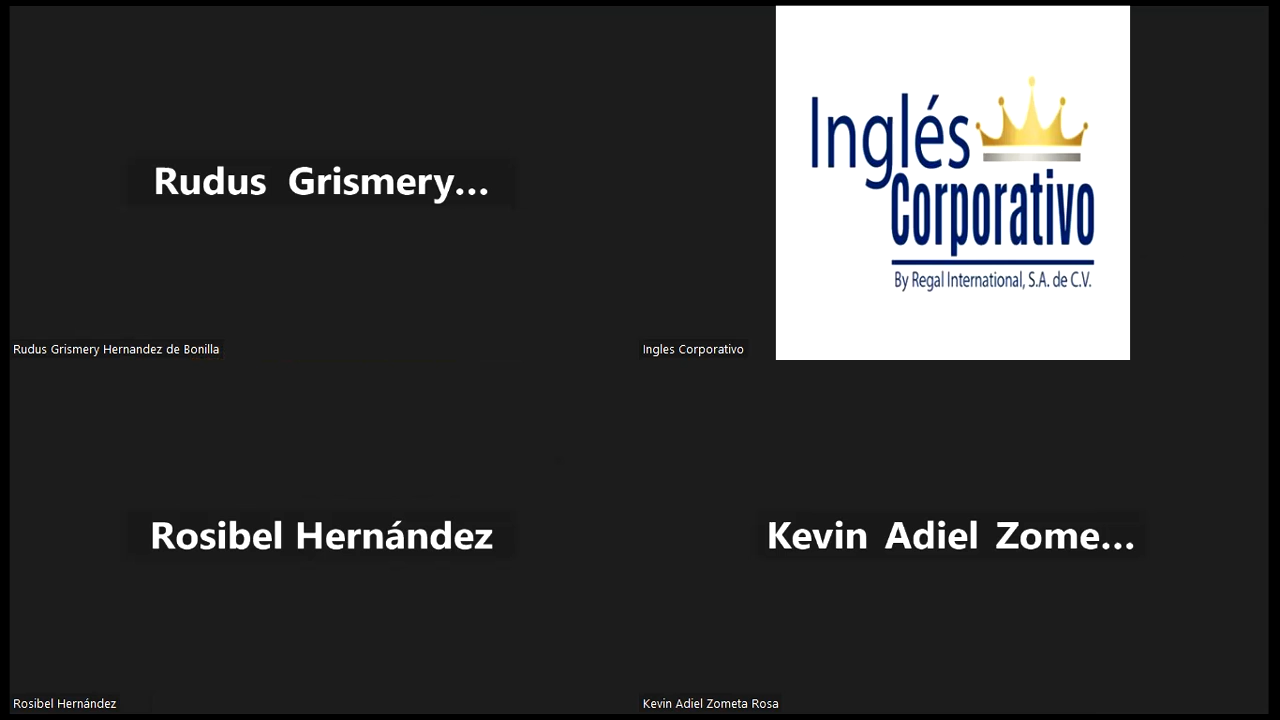 Rudus Grismery...
Rudus Grismery Hernandez de Bonilla
Inglés
Corporativo
By Regal International, S.A. de C.V.
Ingles Corporativo
Rosibel Hernández
Rosibel Hernández
Kevin Adiel Zome...
Kevin Adiel Zometa Rosa